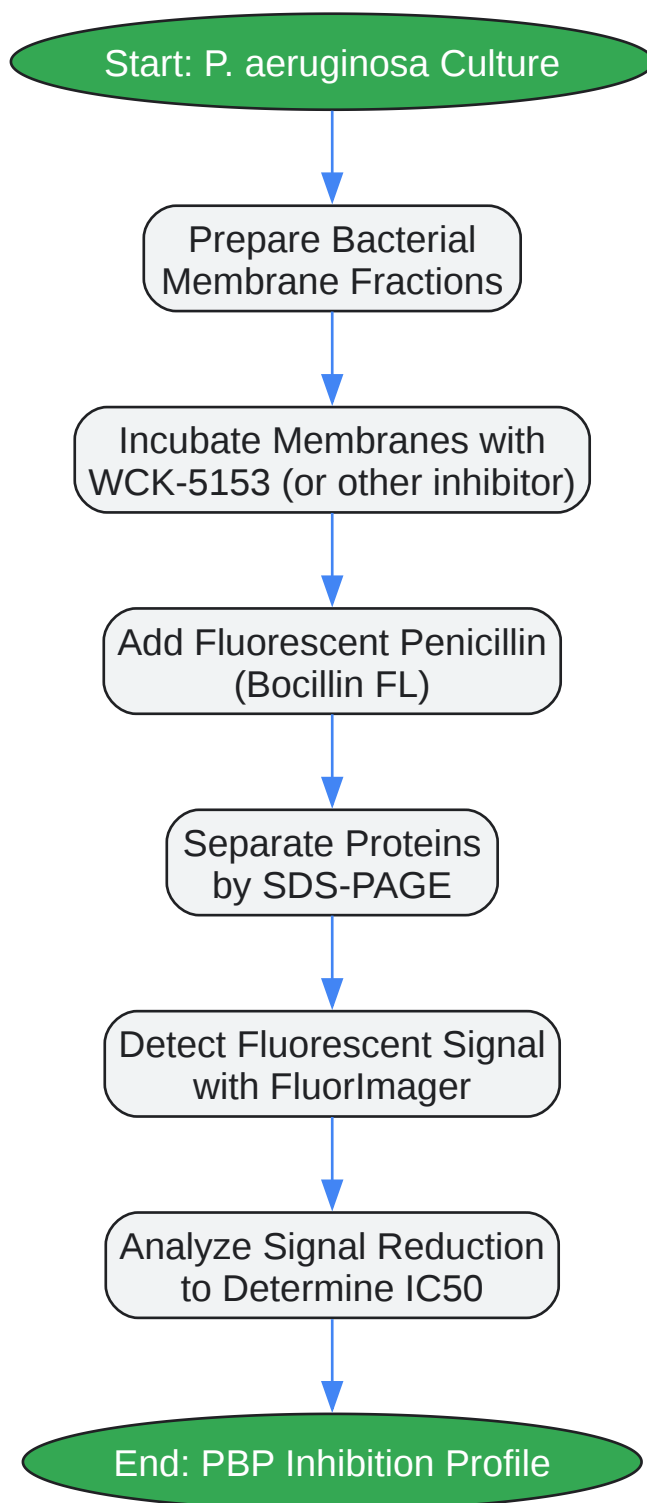 Start: P. aeruginosa Culture
Prepare Bacterial
Membrane Fractions
Incubate Membranes with
WCK-5153 (or other inhibitor)
Add Fluorescent Penicillin
(Bocillin FL)
Separate Proteins
by SDS-PAGE
Detect Fluorescent Signal
with FluorImager
Analyze Signal Reduction
to Determine IC50
End: PBP Inhibition Profile